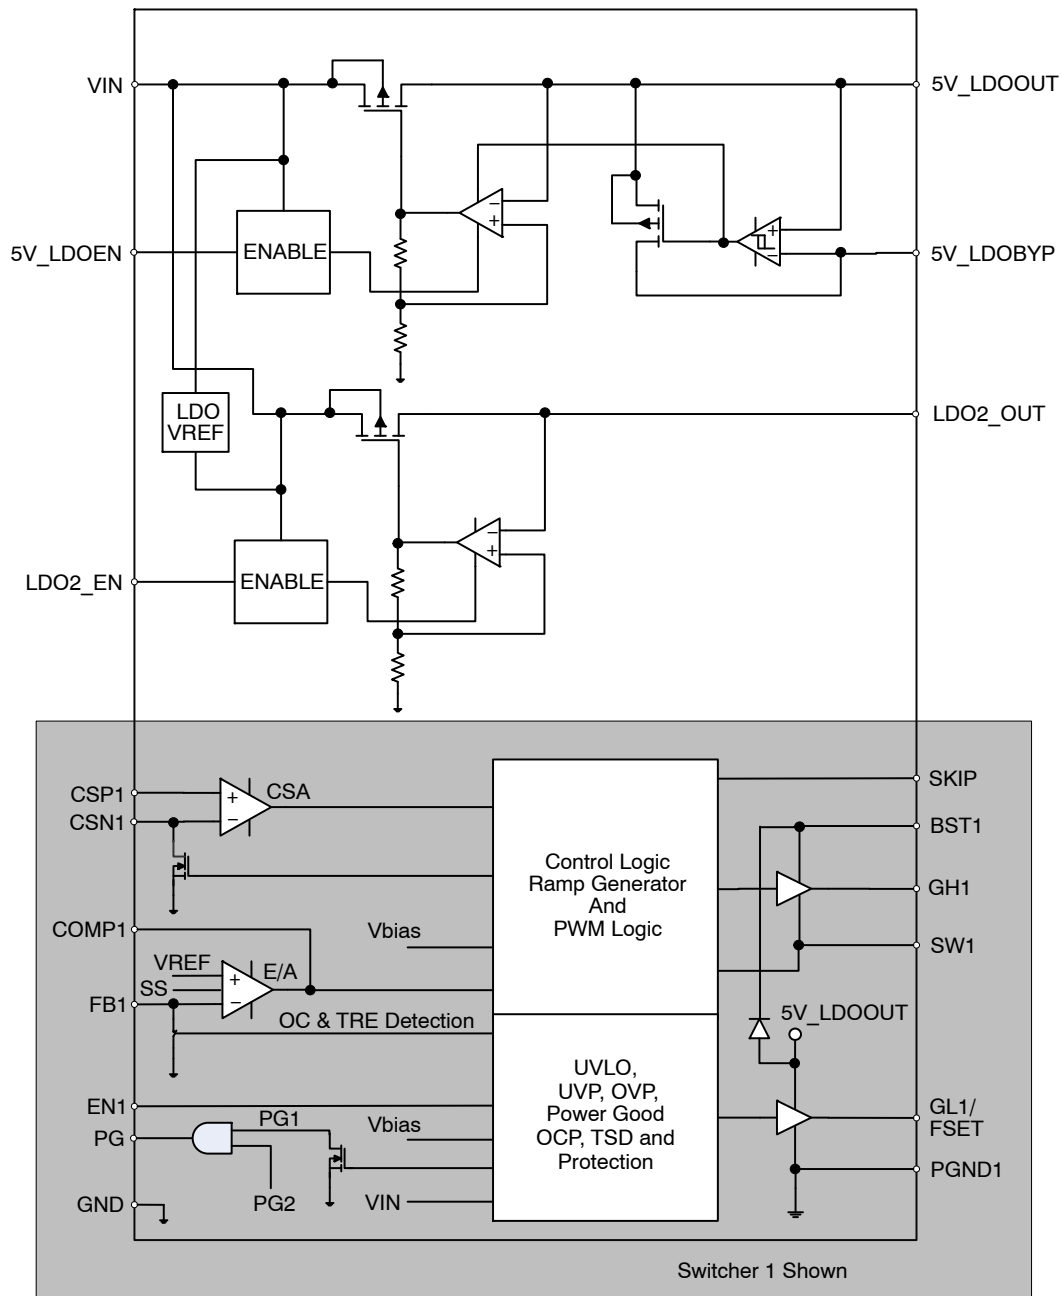 VIN
5V_LDOOUT
−
+
ENABLE
5V_LDOEN
+
−
5V_LDOBYP
LDO
VREF
LDO2_OUT
−
+
ENABLE
LDO2_EN
CSP1
+
−
CSA
CSN1
SKIP
BST1
Control Logic
Ramp Generator
And
PWM Logic
GH1
COMP1
Vbias
SW1
VREF
SS
+
−
E/A
FB1
OC & TRE Detection
5V_LDOOUT
UVLO,
UVP, OVP,
Power Good
OCP, TSD and
Protection
EN1
PG1
Vbias
GL1/
FSET
PG
PGND1
PG2
VIN
GND
Switcher 1 Shown